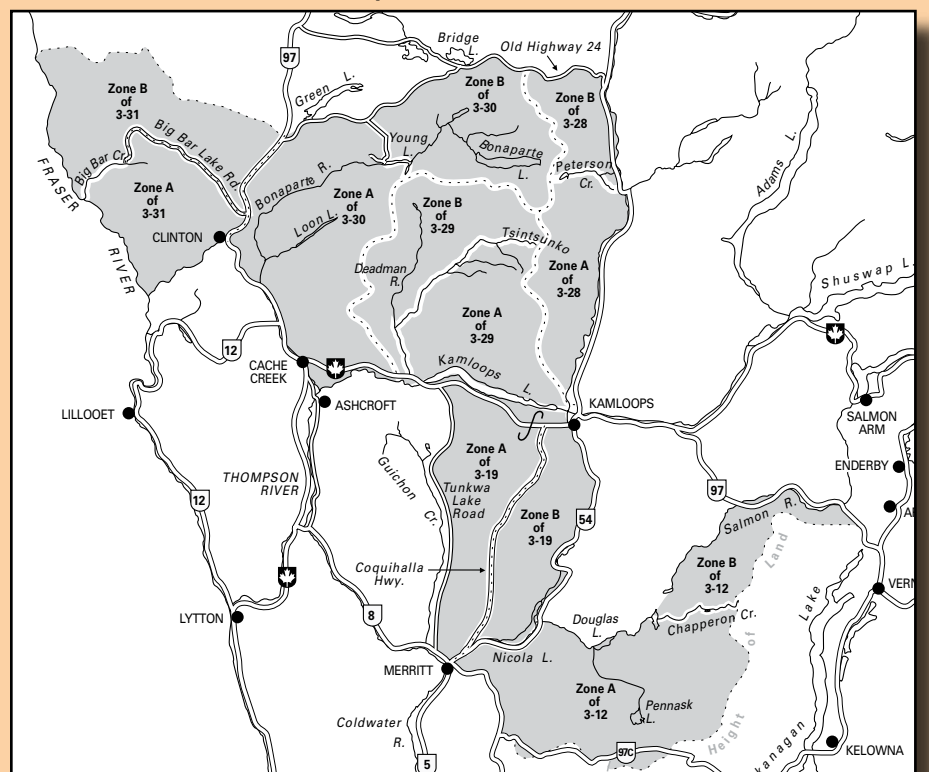 Bridge
L.
Old Highway 24
97
Green L.
Zone B
of
3-30
Zone B
of
3-28
Zone B
of
3-31
Big Bar Lake Rd.
Big Bar Cr.
Young
L.
Bonaparte
L.
Peterson
Cr.
Adams L.
FRASER
RIVER
Zone A
of
3-31
Bonaparte R.
Zone A
of
3-30
Loon L.
Zone B
of
3-29
Tsintsunko
CLINTON
Deadman
R.
Zone A
of
3-28
Shuswap L.
Zone A
of
3-29
12
CACHE
CREEK
Kamloops
L.
ASHCROFT
KAMLOOPS
LILLOOET
SALMON
ARM
Guichon
Cr.
Zone A
of
3-19
Tunkwa
Lake
Road
ENDERBY
THOMPSON
RIVER
97
12
Salmon R.
Zone B
of
3-19
54
Land
Coquihalla
Hwy.
Zone B
of
3-12
Lake
VERN
LYTTON
8
Douglas
L.
Chapperon Cr.
of
Nicola L.
MERRITT
Zone A
of
3-12
Pennask
L.
Coldwater
R.
Height
97C
kanagan
KELOWNA
5